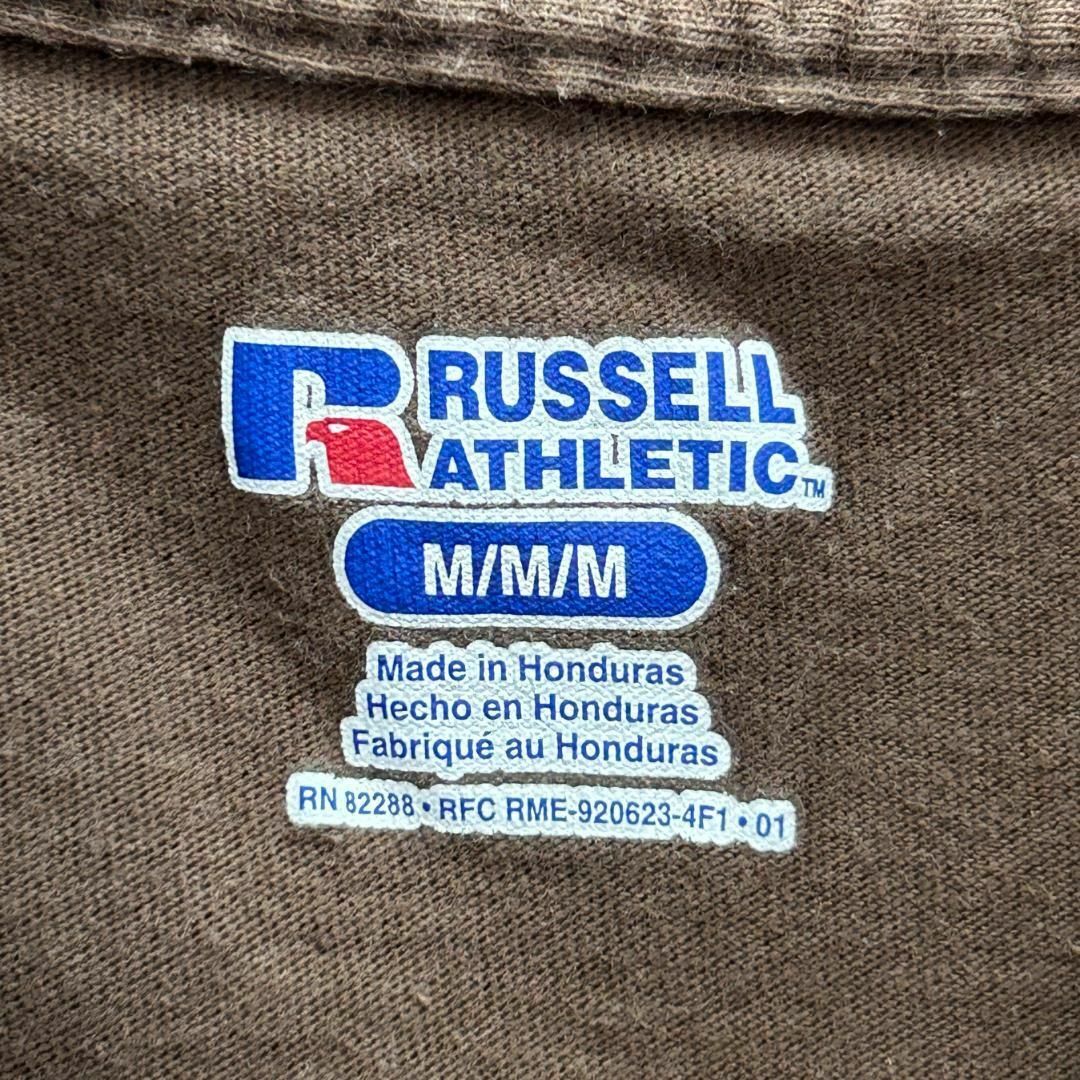 RUSSELL
ATHLETIC™
M/M/M
Made in Honduras
Hecho en Honduras
Fabriqué au Honduras
RN 82288 • RFC RME-920623-4F1 • 01